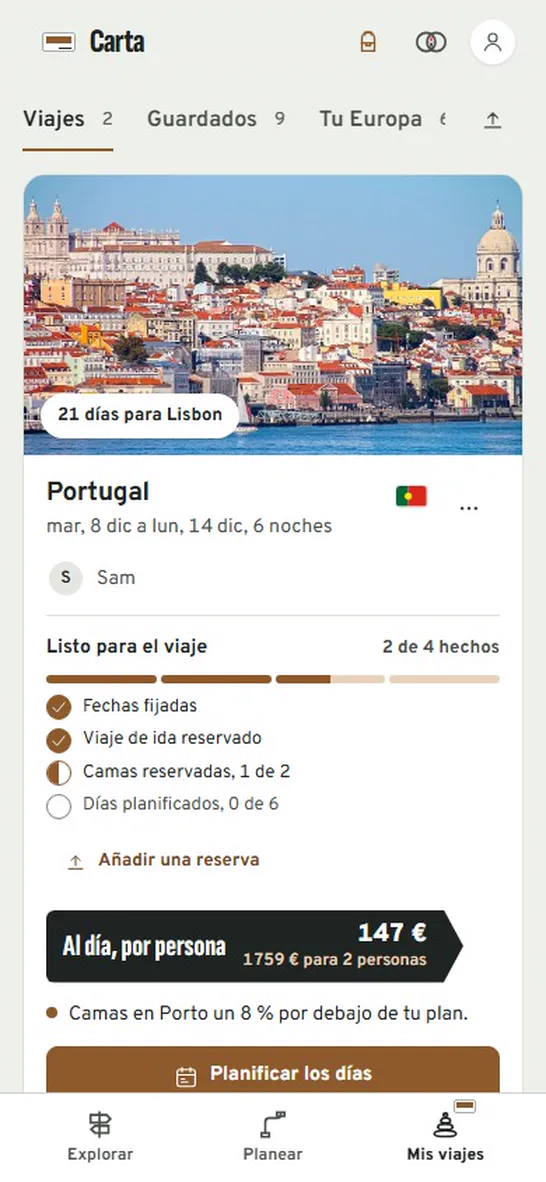 Carta
Viajes 2 Guardados 9 Tu Europa
21 días para Lisbon
Portugal
mar, 8 dic a lun, 14 dic, 6 noches
S Sam
Listo para el viaje 2 de 4 hechos
Fechas fijadas
Viaje de ida reservado
Camas reservadas, 1 de 2
Días planificados, 0 de 6
Añadir una reserva
Al día, por persona 147 €
1759 € para 2 personas
Camas en Porto un 8 % por debajo de tu plan.
Planificar los días
Explorar Planear Mis viajes